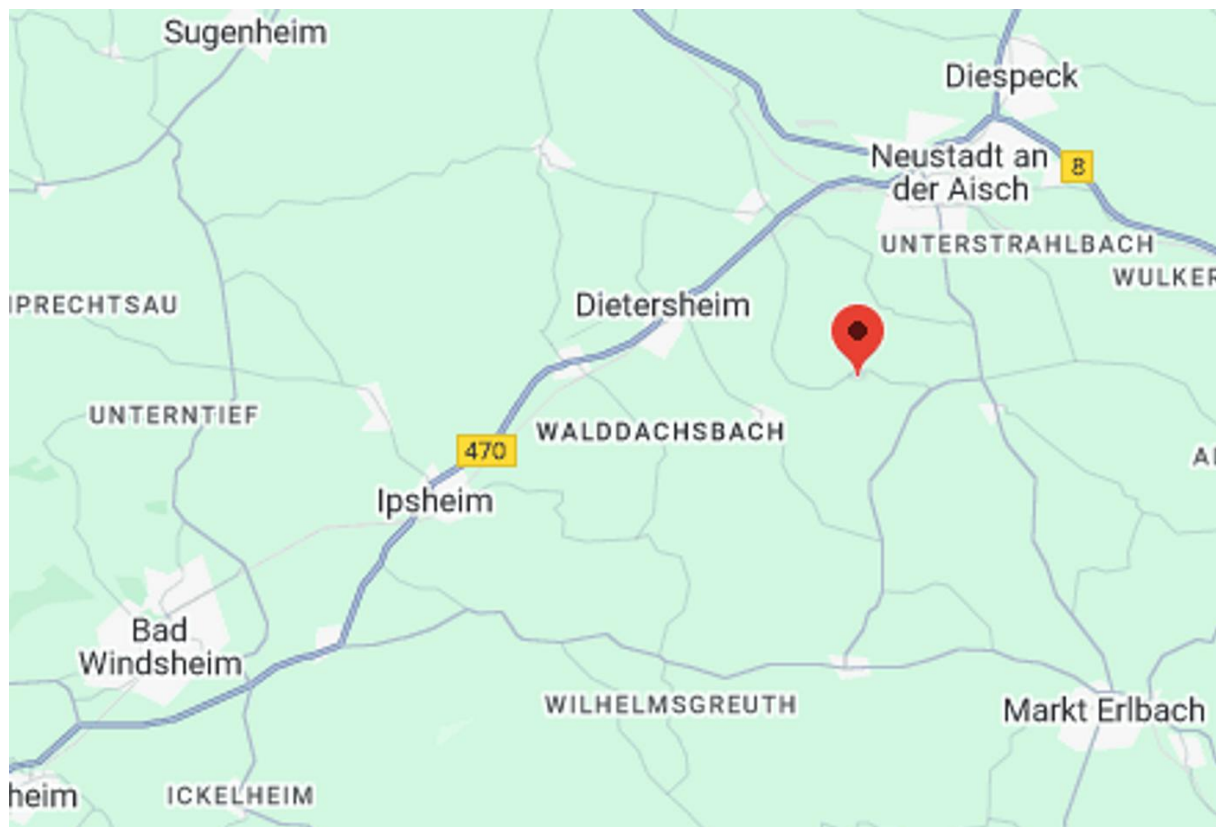 Sugenheim
Diespeck
Neustadt an
der Aisch
8
UNTERSTRAHLBACH
WULKER
IPRECHTSAU
Dietersheim
UNTERNTIEF
WALDDACHSBACH
470
Ipsheim
Bad
Windsheim
WILHELMSGREUTH
Markt Erlbach
heim
ICKELHEIM